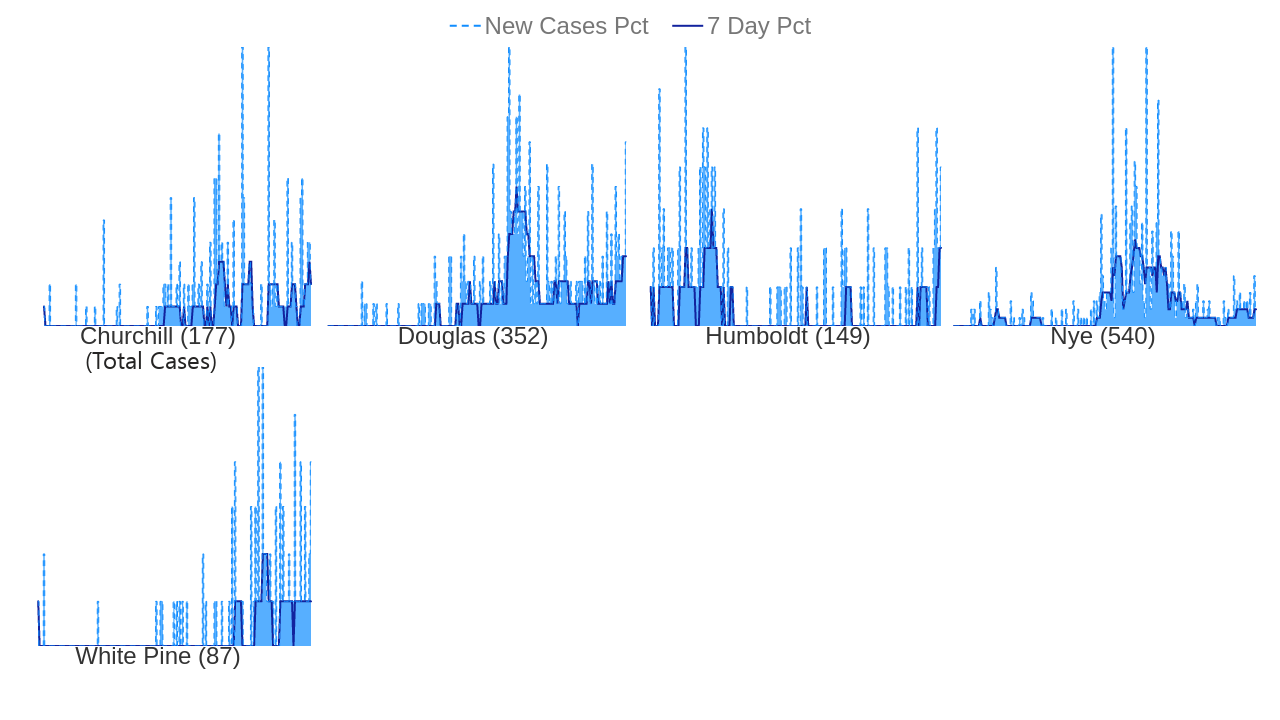 New Cases Pct 7 Day Pct
Churchill (177) Douglas (352) Humboldt (149) Nye (540)
(Total Cases)
White Pine (87)